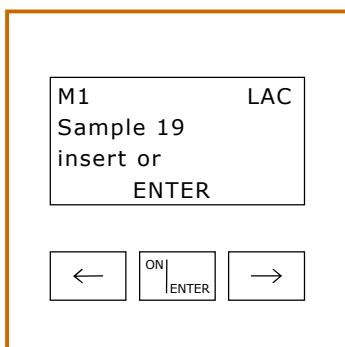 M1 LAC
Sample 19
insert or
ENTER
← ON ENTER →